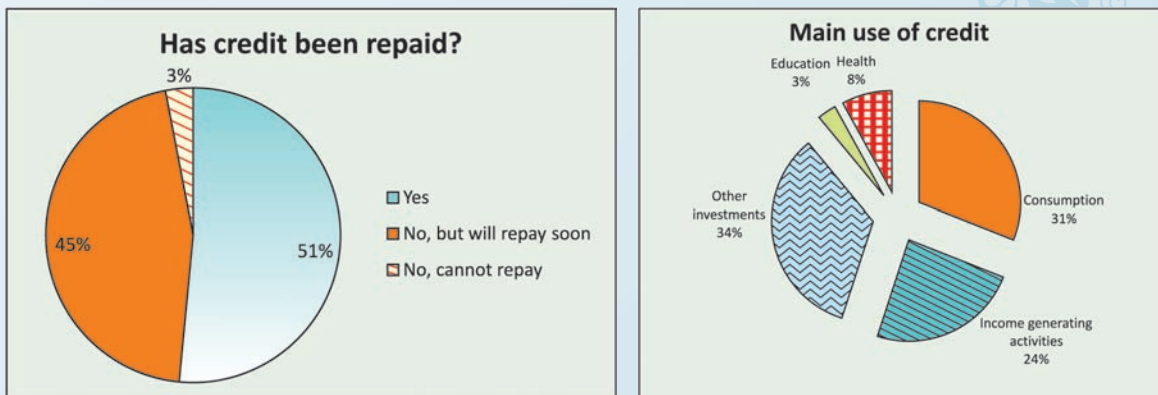 Has credit been repaid?
3%
45%
51%
Yes
No, but will repay soon
No, cannot repay
Main use of credit
Education
3%
Health
8%
Other
investments
34%
Consumption
31%
Income generating
activities
24%